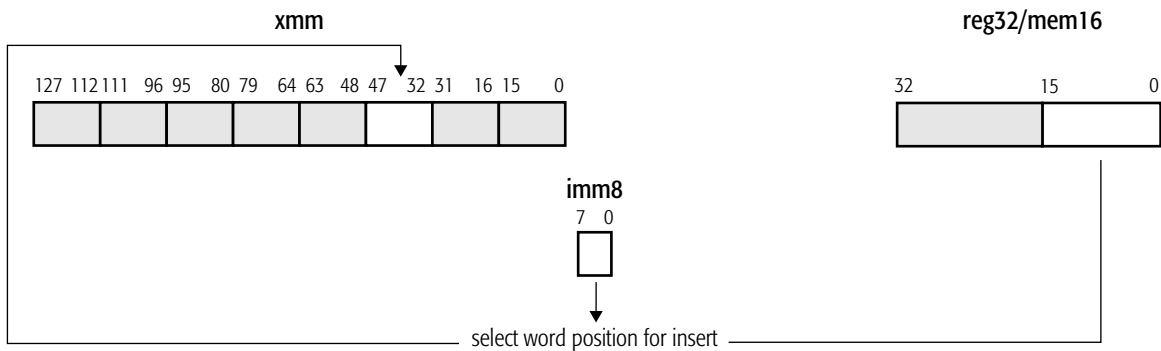 xmm reg32/mem16
127 112 111 96 95 80 79 64 63 48 47 32 31 16 15 0 32 15 0
imm8
7 0
select word position for insert